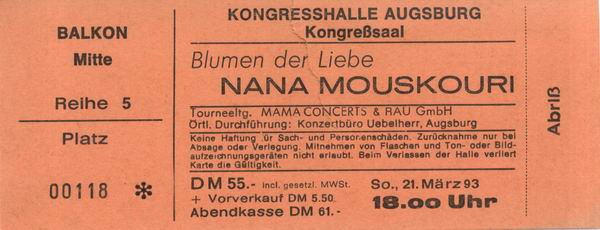 BALKON
Mitte
Reihe 5
Platz
00118 *
KONGRESSHALLE AUGSBURG
Kongreßsaal
Blumen der Liebe
NANA MOUSKOURI
Tourneeltg. MAMA CONCERTS & RAU GmbH
Örtl. Durchführung: Konzertbüro Uebelherr, Augsburg
Keine Haftung für Sach- und Personenschäden. Zurücknahme nur bei
Absage oder Verlegung. Mitnehmen von Flaschen und Ton- oder Bild-
aufzeichnungsgeräten nicht erlaubt. Beim Verlassen der Halle verliert
Karte die Gültigkeit.
DM 55.- incl. gesetzl. MWSt.
+ Vorverkauf DM 5.50
Abendkasse DM 61.-
So., 21. März 93
18.00 Uhr
Abriß